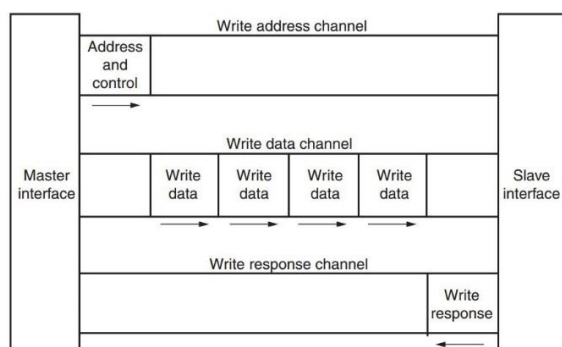 Write address channel
Address
and
control
Write data channel
Master
interface
Write
data
Write
data
Write
data
Write
data
Slave
interface
Write response channel
Write
response